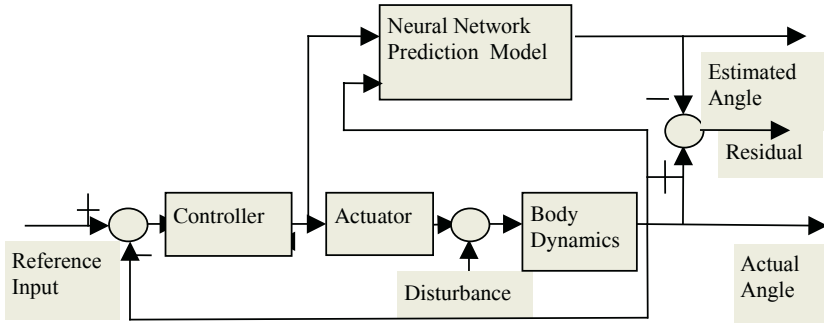 Neural Network
Prediction Model
Estimated
Angle
Residual
+
−
+
−
Controller
Actuator
Body
Dynamics
Reference
Input
Disturbance
Actual
Angle